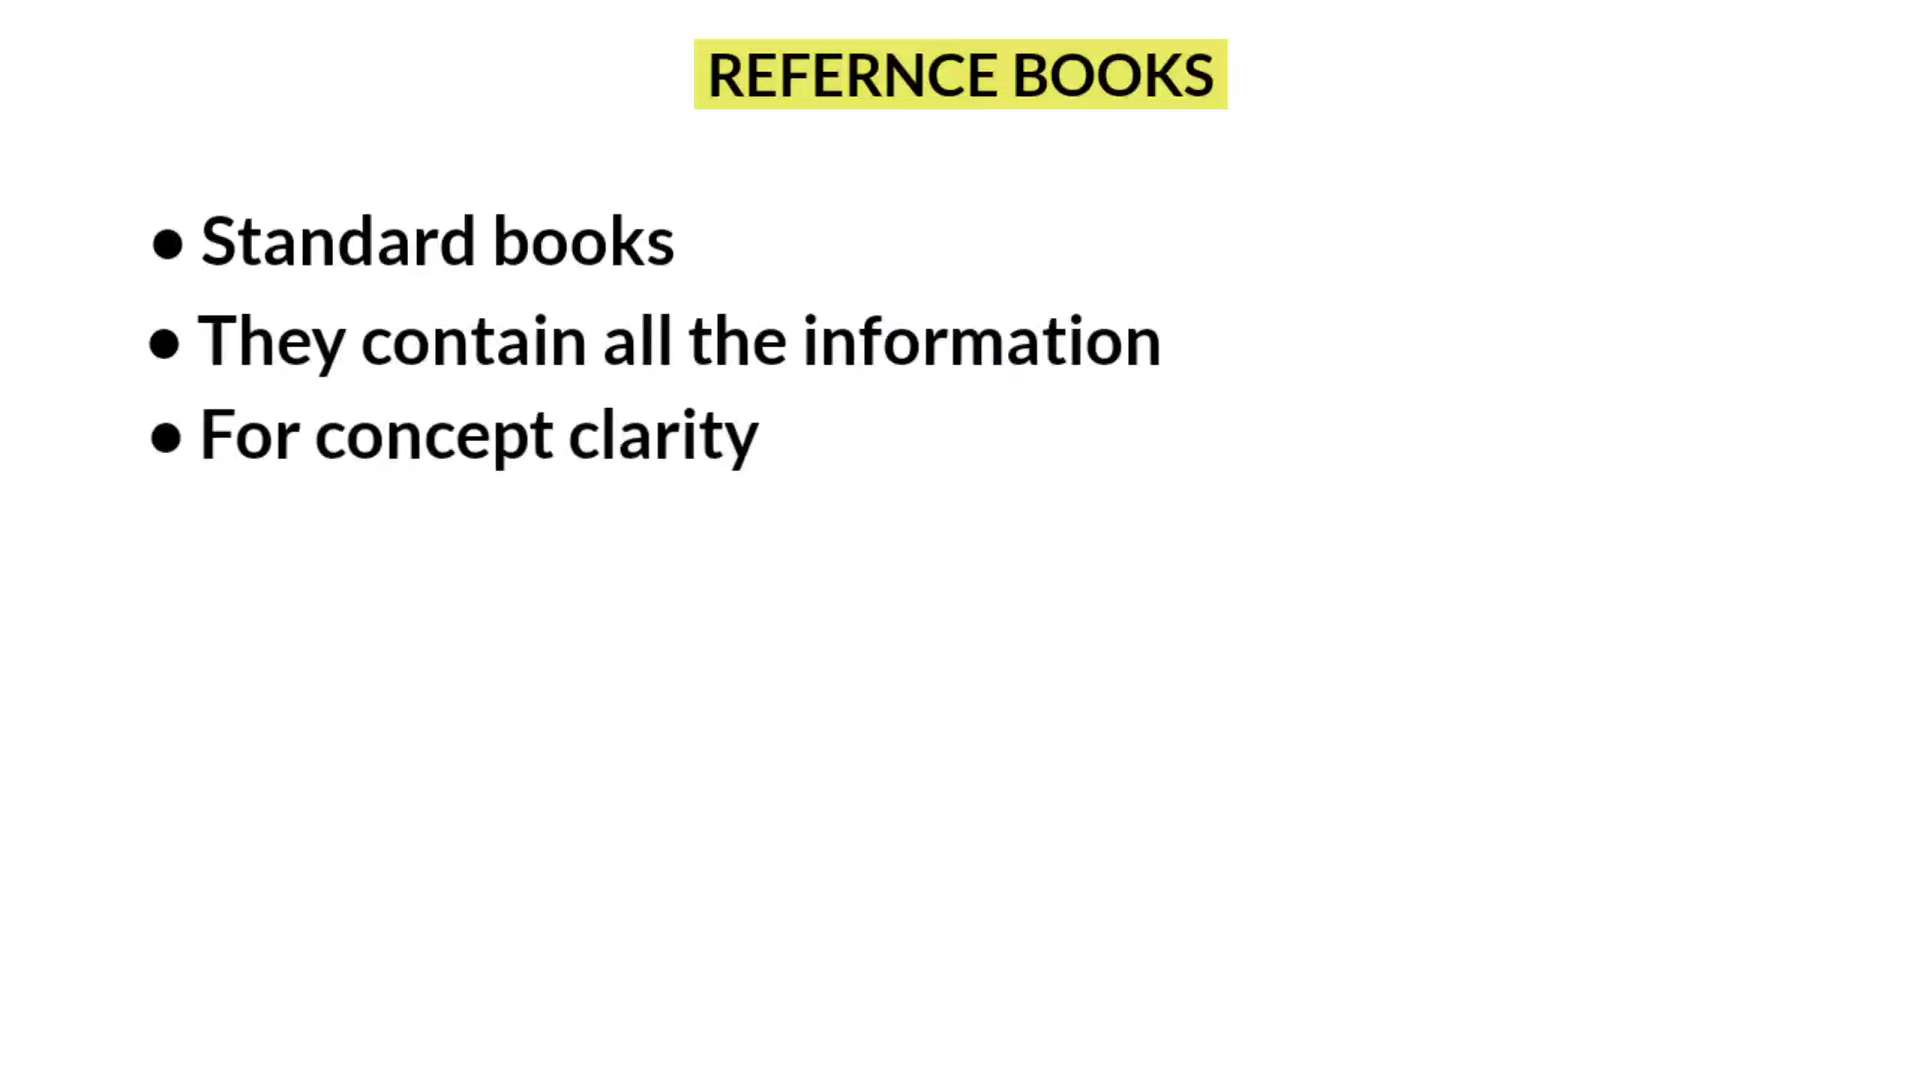 REFERNCE BOOKS
● Standard books
● They contain all the information
● For concept clarity